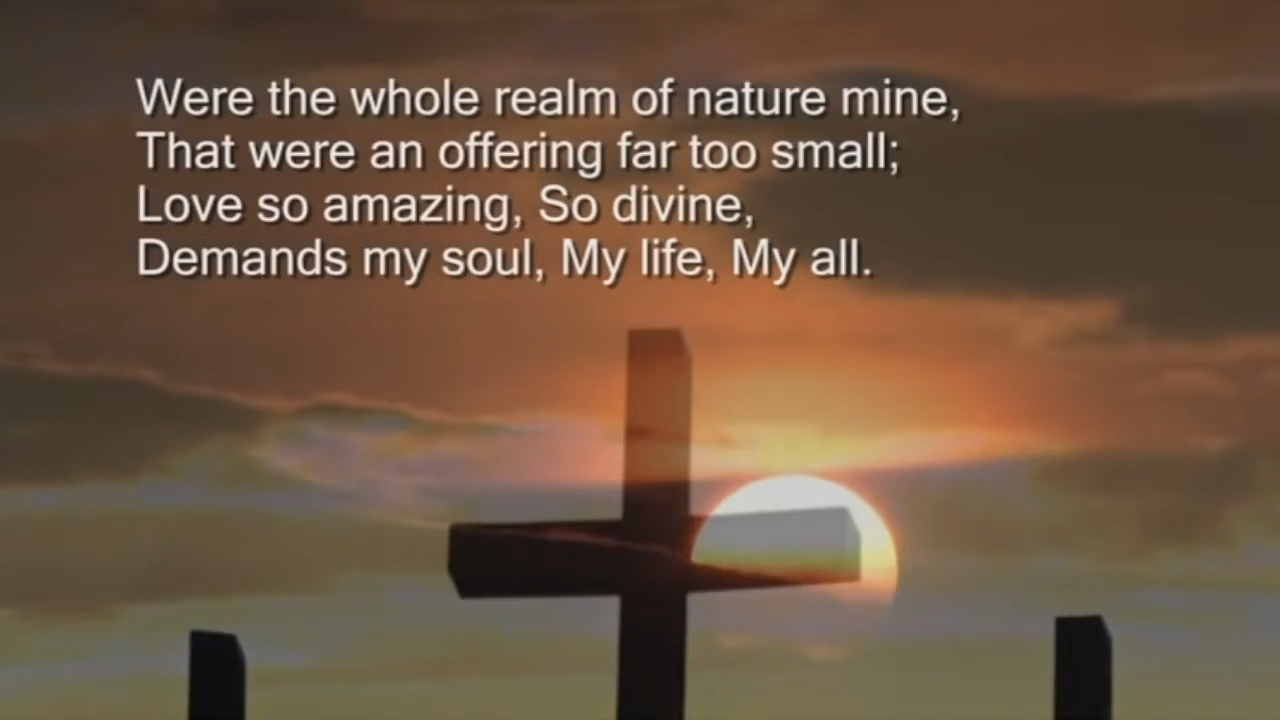 Were the whole realm of nature mine,
That were an offering far too small;
Love so amazing, So divine,
Demands my soul, My life, My all.